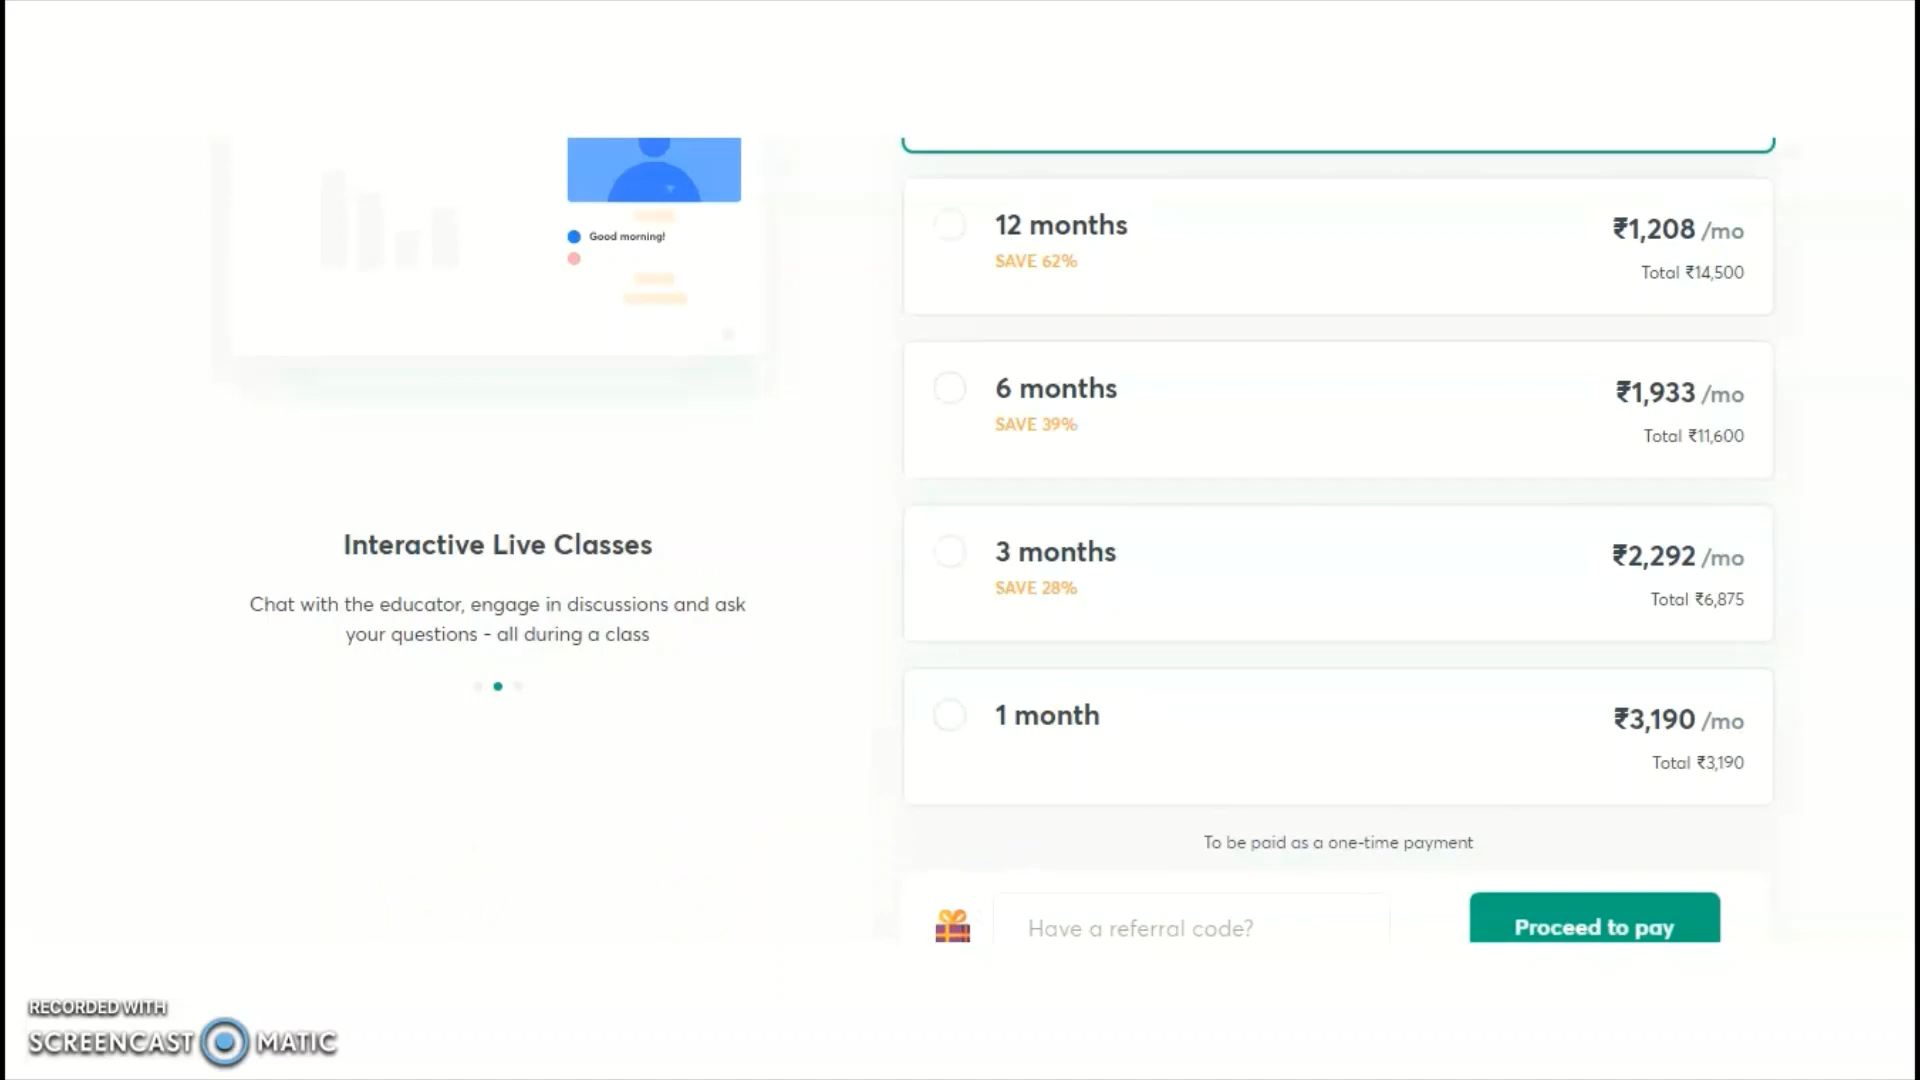 Good morning!
Interactive Live Classes
Chat with the educator, engage in discussions and ask
your questions - all during a class
12 months
₹1,208 /mo
SAVE 62%
Total ₹14,500
6 months
₹1,933 /mo
SAVE 39%
Total ₹11,600
3 months
₹2,292 /mo
SAVE 28%
Total ₹6,875
1 month
₹3,190 /mo
Total ₹3,190
To be paid as a one-time payment
Have a referral code?
Proceed to pay
RECORDED WITH
SCREENCAST MATIC